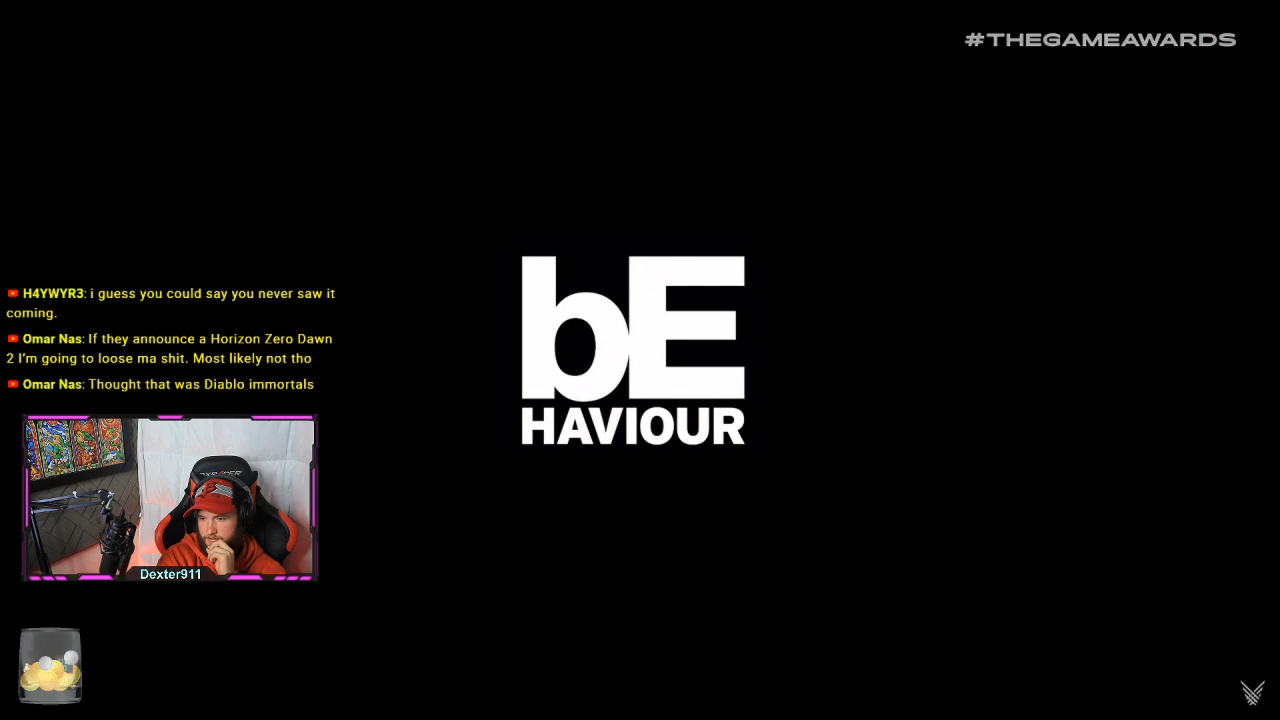 #THEGAMEAWARDS
bE
HAVIOUR
H4YWYR3: i guess you could say you never saw it
coming.
Omar Nas: If they announce a Horizon Zero Dawn
2 I'm going to loose ma shit. Most likely not tho
Omar Nas: Thought that was Diablo immortals
Dexter911